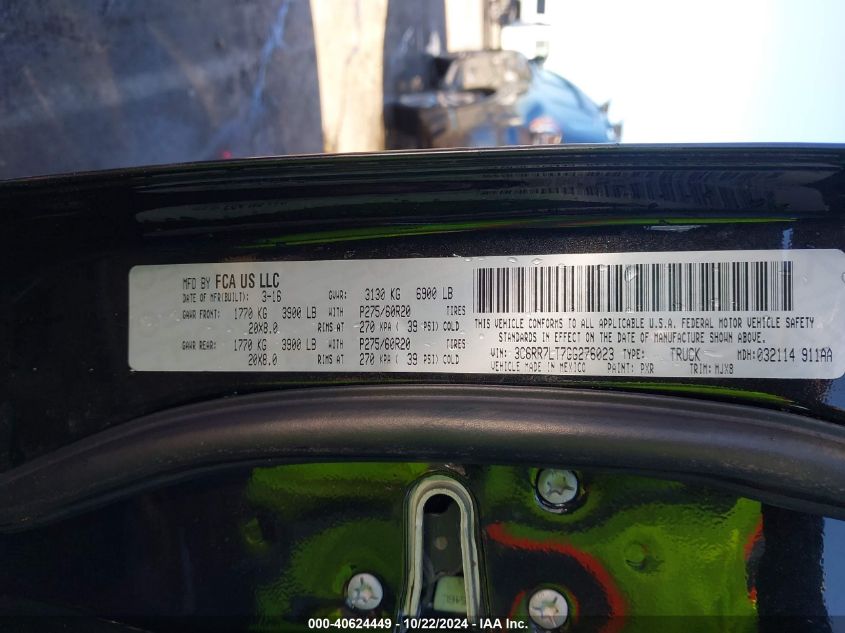 MFD BY FCA US LLC
DATE OF MFR(BUILT): 3-16 GVWR: 3130 KG 6900 LB
GAWR FRONT: 1770 KG 3900 LB WITH P275/60R20 TIRES
20X8.0 RIMS AT 270 KPA ( 39 PSI) COLD
GAWR REAR: 1770 KG 3900 LB WITH P275/60R20 TIRES
20X8.0 RIMS AT 270 KPA ( 39 PSI) COLD
THIS VEHICLE CONFORMS TO ALL APPLICABLE U.S.A. FEDERAL MOTOR VEHICLE SAFETY
STANDARDS IN EFFECT ON THE DATE OF MANUFACTURE SHOWN ABOVE.
VIN: 3C6RR7LT7GG276023 TYPE: TRUCK MDH: 032114 911AA
VEHICLE MADE IN MEXICO PAINT: PXR TRIM: MJX8
000-40624449 - 10/22/2024 - IAA Inc.